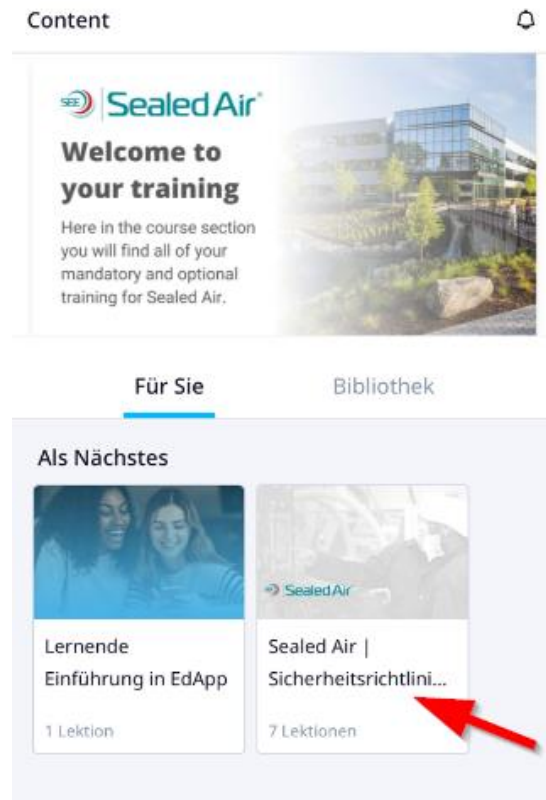 Content
SEE Sealed Air®
Welcome to
your training
Here in the course section
you will find all of your
mandatory and optional
training for Sealed Air.
Für Sie
Bibliothek
Als Nächstes
Sealed Air
Lernende
Einführung in EdApp
1 Lektion
Sealed Air |
Sicherheitsrichtlini...
7 Lektionen